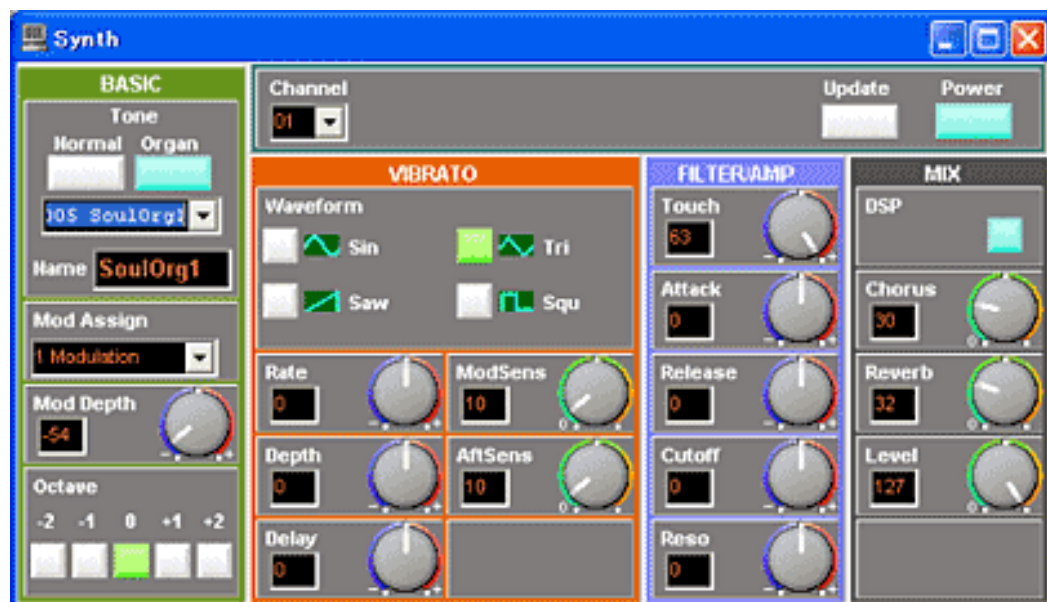 Synth
BASIC
Tone
Normal Organ
SoulOrg1
Name SoulOrg1
Mod Assign
1 Modulation
Mod Depth
-54
Octave
-2 -1 0 +1 +2
Channel
01
Update Power
VIBRATO
Waveform
Sin Tri
Saw Squ
Rate
0
ModSens
10
Depth
0
AftSens
10
Delay
0
FILTER/AMP
Touch
63
Attack
0
Release
0
Cutoff
0
Reso
0
MIX
DSP
Chorus
30
Reverb
32
Level
127